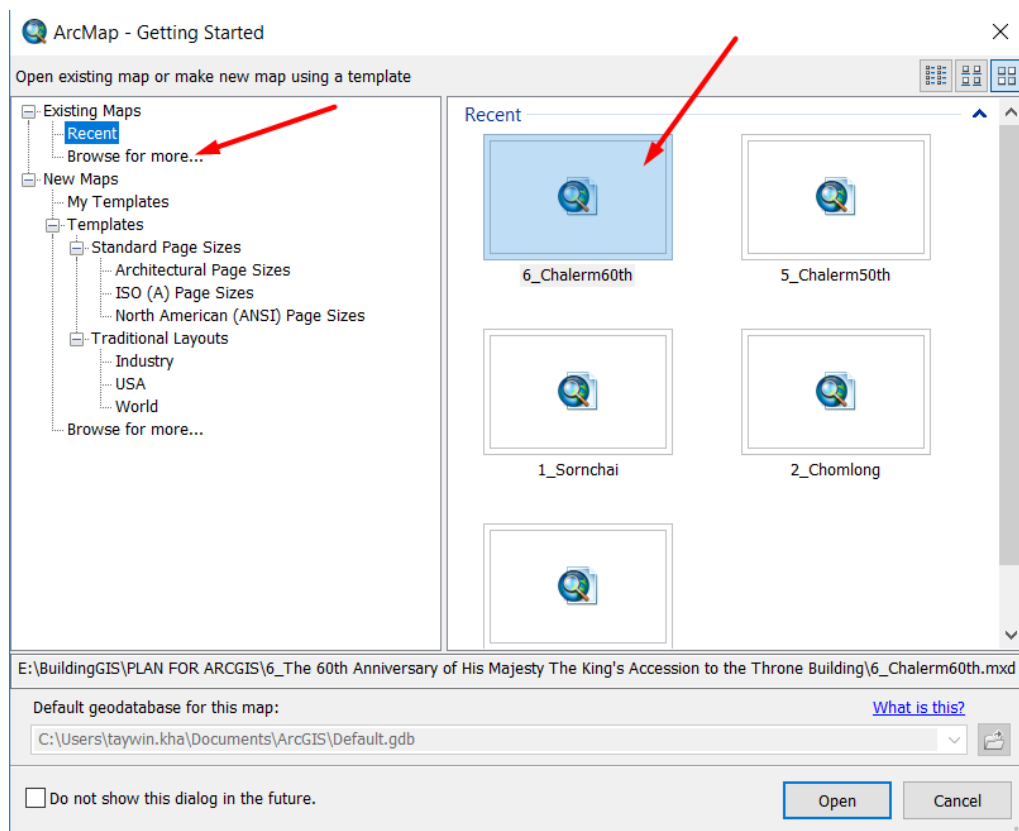 ArcMap - Getting Started
Open existing map or make new map using a template
Existing Maps
Recent
Browse for more...
New Maps
My Templates
Templates
Standard Page Sizes
Architectural Page Sizes
ISO (A) Page Sizes
North American (ANSI) Page Sizes
Traditional Layouts
Industry
USA
World
Browse for more...
Recent
6_Chalerm60th
5_Chalerm50th
1_Sornchai
2_Chomlong
E:\BuildingGIS\PLAN FOR ARCGIS\6_The 60th Anniversary of His Majesty The King's Accession to the Throne Building\6_Chalerm60th.mxd
Default geodatabase for this map:
What is this?
C:\Users\taywin.kha\Documents\ArcGIS\Default.gdb
Do not show this dialog in the future.
Open
Cancel